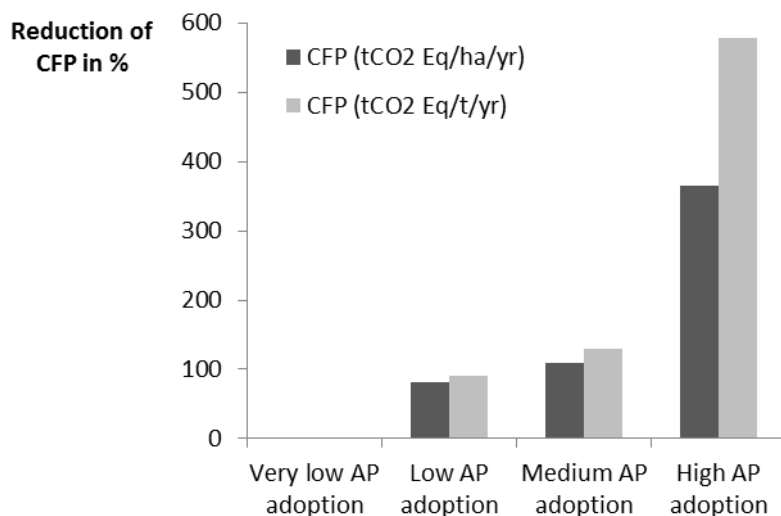 Reduction of
CFP in %
600
500
400
300
200
100
0
CFP (tCO2 Eq/ha/yr)
CFP (tCO2 Eq/t/yr)
Very low AP
adoption
Low AP
adoption
Medium AP
adoption
High AP
adoption